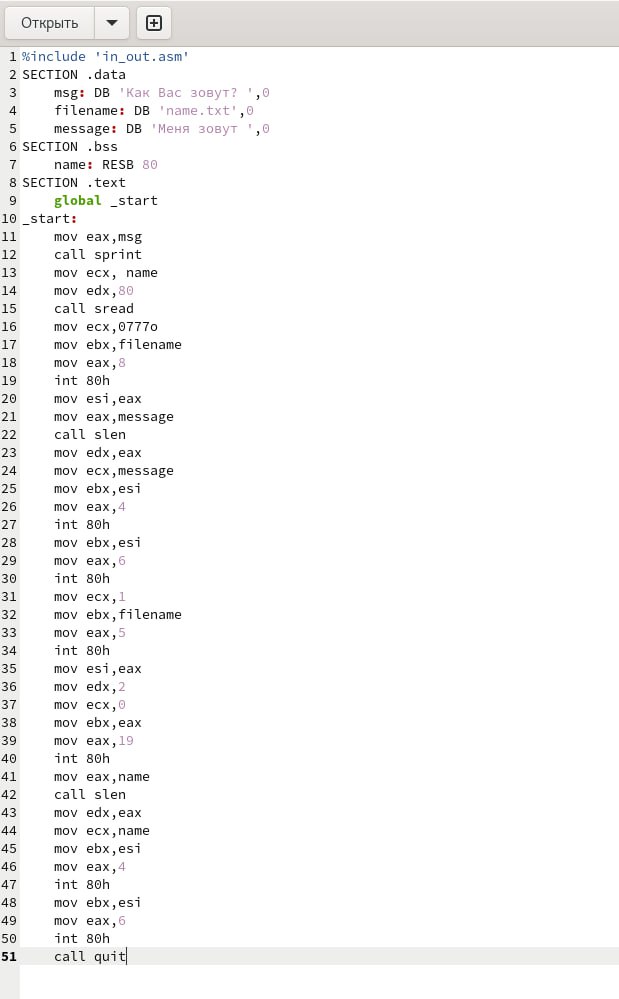 Открыть
1 %include 'in_out.asm'
2 SECTION .data
3     msg: DB 'Как Вас зовут? ',0
4     filename: DB 'name.txt',0
5     message: DB 'Меня зовут ',0
6 SECTION .bss
7     name: RESB 80
8 SECTION .text
9     global _start
10 _start:
11     mov eax,msg
12     call sprint
13     mov ecx, name
14     mov edx,80
15     call sread
16     mov ecx,0777o
17     mov ebx,filename
18     mov eax,8
19     int 80h
20     mov esi,eax
21     mov eax,message
22     call slen
23     mov edx,eax
24     mov ecx,message
25     mov ebx,esi
26     mov eax,4
27     int 80h
28     mov ebx,esi
29     mov eax,6
30     int 80h
31     mov ecx,1
32     mov ebx,filename
33     mov eax,5
34     int 80h
35     mov esi,eax
36     mov edx,2
37     mov ecx,0
38     mov ebx,eax
39     mov eax,19
40     int 80h
41     mov eax,name
42     call slen
43     mov edx,eax
44     mov ecx,name
45     mov ebx,esi
46     mov eax,4
47     int 80h
48     mov ebx,esi
49     mov eax,6
50     int 80h
51     call quit